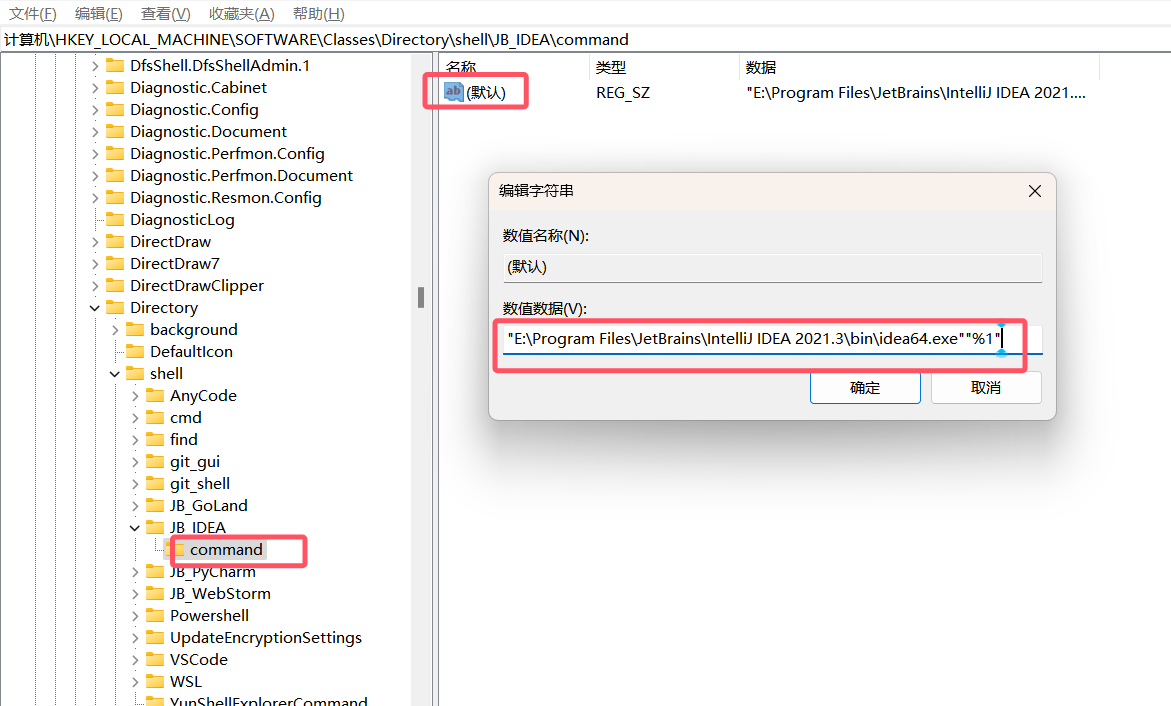 文件(F) 编辑(E) 查看(V) 收藏夹(A) 帮助(H)
计算机\HKEY_LOCAL_MACHINE\SOFTWARE\Classes\Directory\shell\JB_IDEA\command
DfsShell.DfsShellAdmin.1
Diagnostic.Cabinet
Diagnostic.Config
Diagnostic.Document
Diagnostic.Perfmon.Config
Diagnostic.Perfmon.Document
Diagnostic.Resmon.Config
DiagnosticLog
DirectDraw
DirectDraw7
DirectDrawClipper
Directory
background
DefaultIcon
shell
AnyCode
cmd
find
git_gui
git_shell
JB_GoLand
JB_IDEA
command
JB_PyCharm
JB_WebStorm
Powershell
UpdateEncryptionSettings
VSCode
WSL
YunShellExplorerCommand
名称 类型 数据
ab (默认) REG_SZ "E:\Program Files\JetBrains\IntelliJ IDEA 2021....
编辑字符串
数值名称(N):
(默认)
数值数据(V):
"E:\Program Files\JetBrains\IntelliJ IDEA 2021.3\bin\idea64.exe""%1"
确定 取消